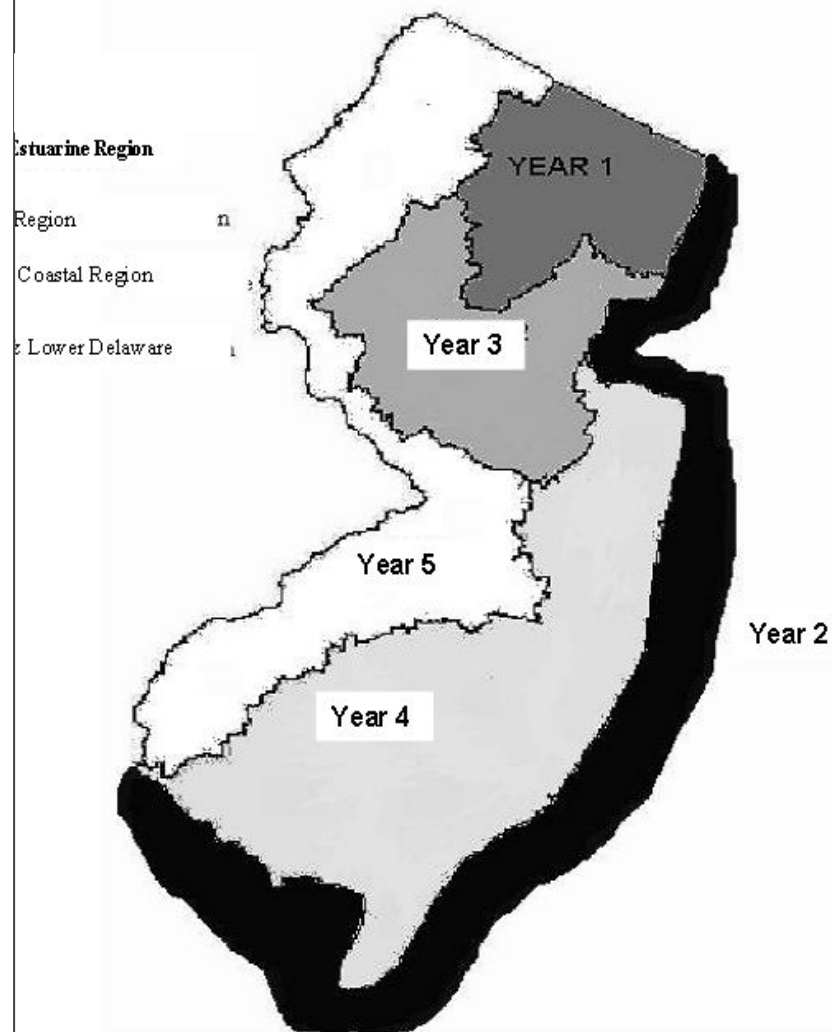 Estuarine Region
Region n
Coastal Region
Lower Delaware
YEAR 1
Year 3
Year 5
Year 2
Year 4